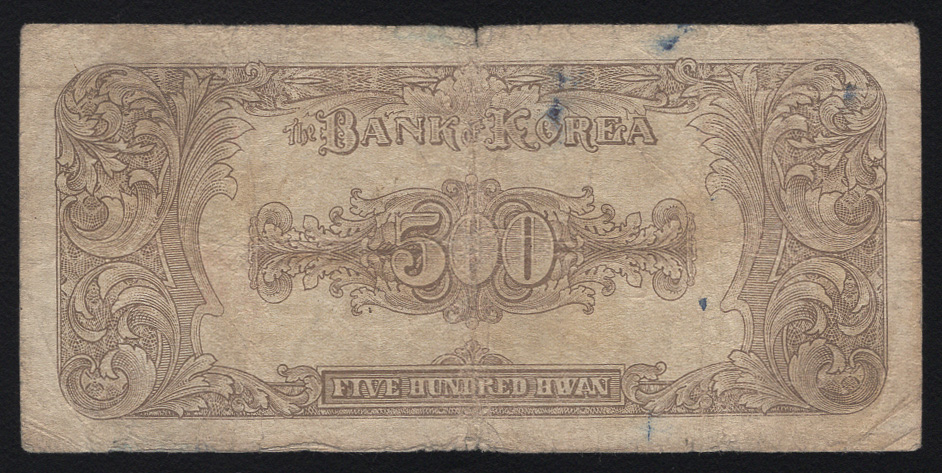 The BANK of KOREA
500
FIVE HUNDRED HWAN